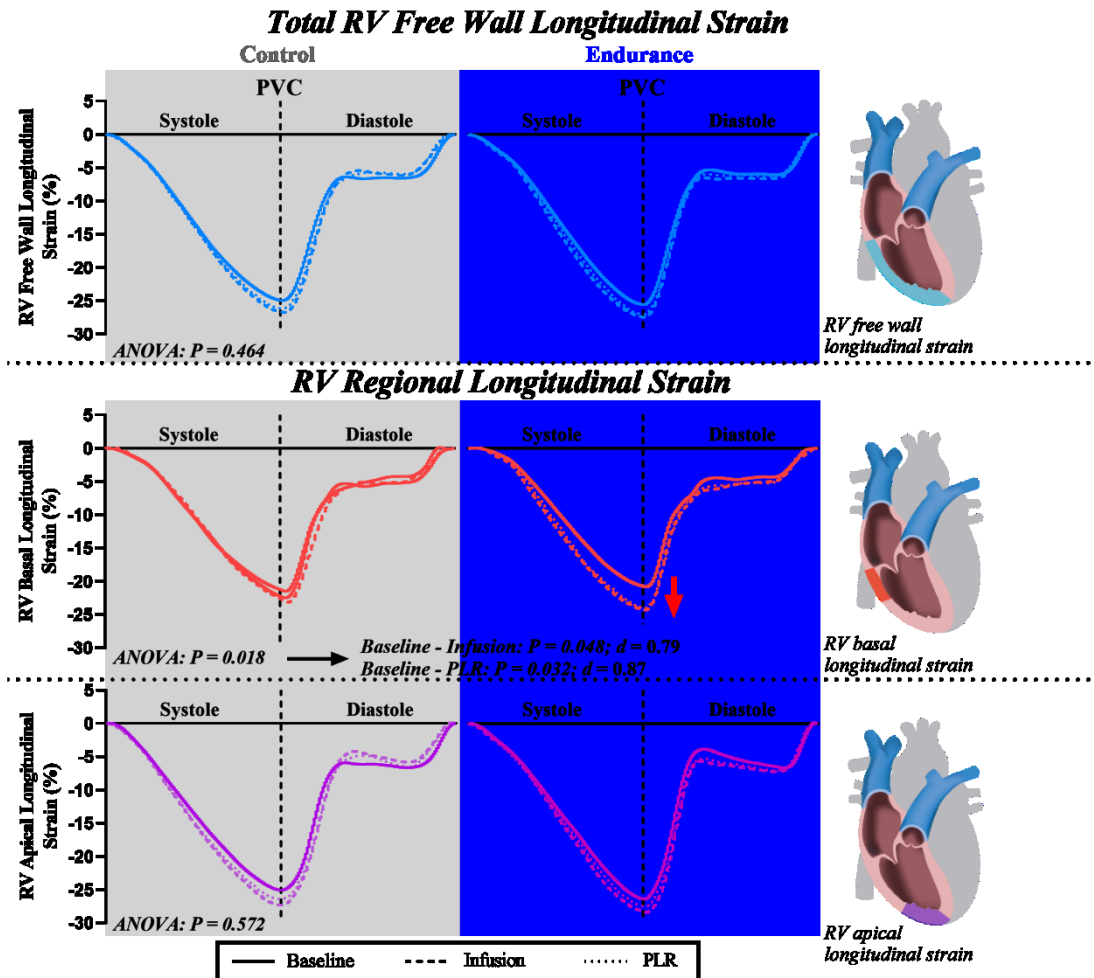 Total RV Free Wall Longitudinal Strain
Control
Endurance
PVC
PVC
Systole
Diastole
Systole
Diastole
RV Free Wall Longitudinal
Strain (%)
5
0
-5
-10
-15
-20
-25
-30
ANOVA: P = 0.464
RV free wall
longitudinal strain
RV Regional Longitudinal Strain
Systole
Diastole
Systole
Diastole
RV Basal Longitudinal
Strain (%)
5
0
-5
-10
-15
-20
-25
-30
ANOVA: P = 0.018
Baseline - Infusion: P = 0.048; d = 0.79
Baseline - PLR: P = 0.032; d = 0.87
RV basal
longitudinal strain
Systole
Diastole
Systole
Diastole
RV Apical Longitudinal
Strain (%)
5
0
-5
-10
-15
-20
-25
-30
ANOVA: P = 0.572
RV apical
longitudinal strain
Baseline
Infusion
PLR